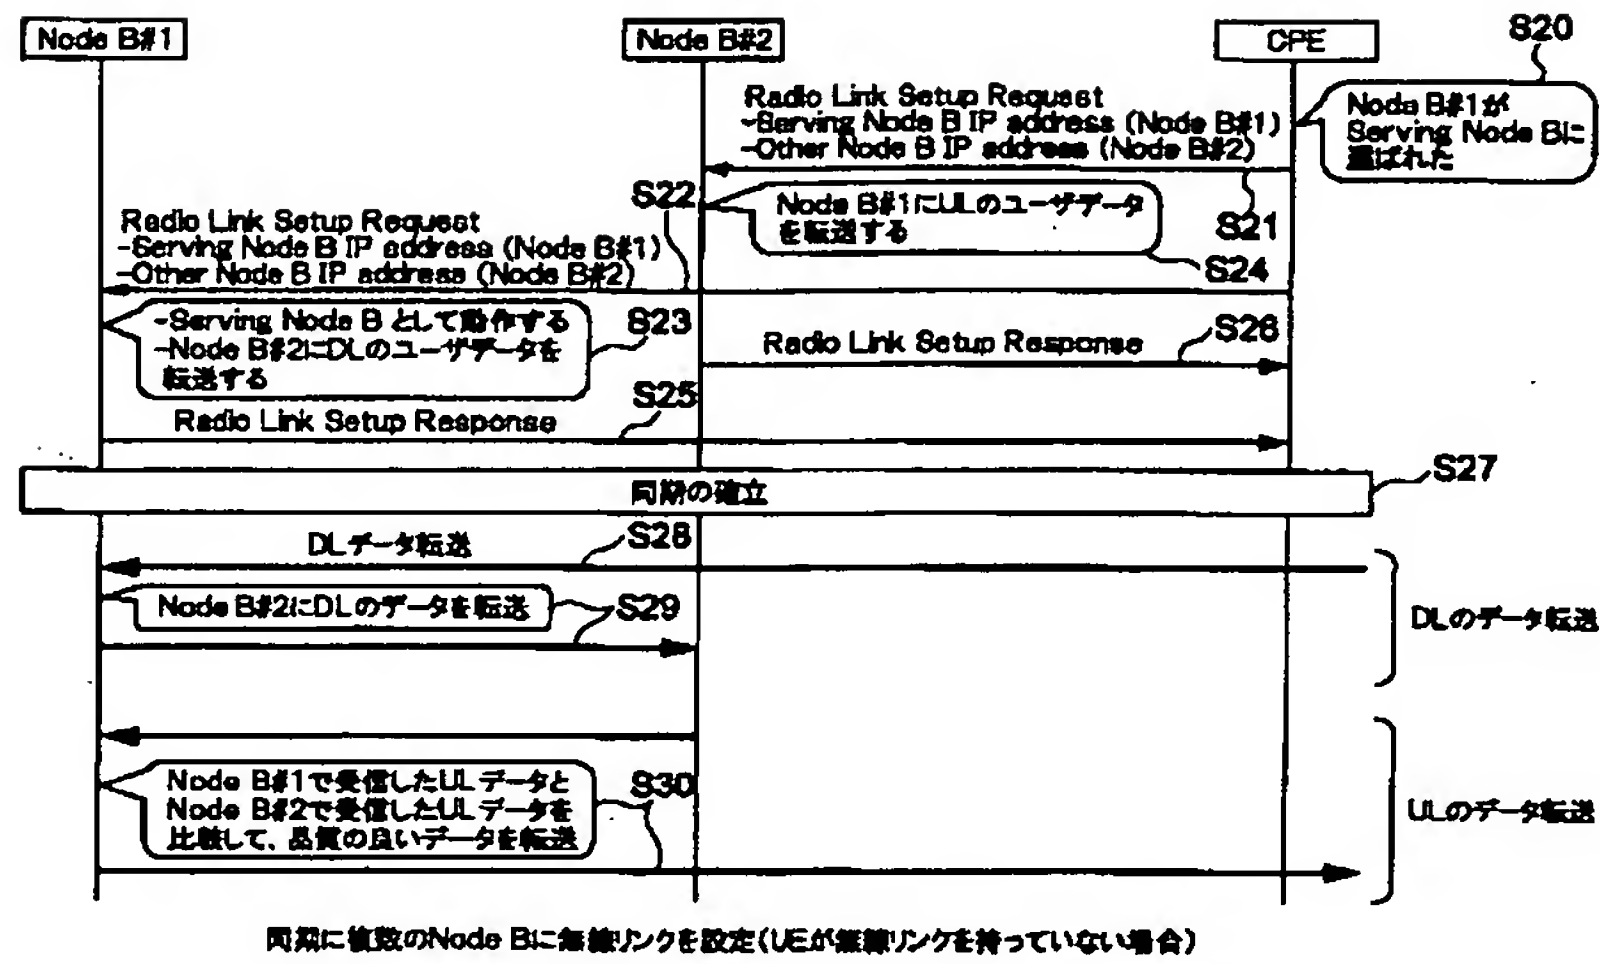 Node B#1
Node B#2
CPE
S20
Node B#1が
Serving Node Bに
選ばれた
Radio Link Setup Request
-Serving Node B IP address (Node B#1)
-Other Node B IP address (Node B#2)
S21
S22
Node B#1にULのユーザデータ
を転送する
S24
Radio Link Setup Request
-Serving Node B IP address (Node B#1)
-Other Node B IP address (Node B#2)
-Serving Node B として動作する
-Node B#2にDLのユーザデータを
転送する
S23
Radio Link Setup Response
S26
Radio Link Setup Response
S25
同期の確立
S27
DLデータ転送
S28
Node B#2にDLのデータを転送
S29
DLのデータ転送
Node B#1で受信したULデータと
Node B#2で受信したULデータを
比較して、品質の良いデータを転送
S30
ULのデータ転送
同期に複数のNode Bに無線リンクを設定(UEが無線リンクを持っていない場合)